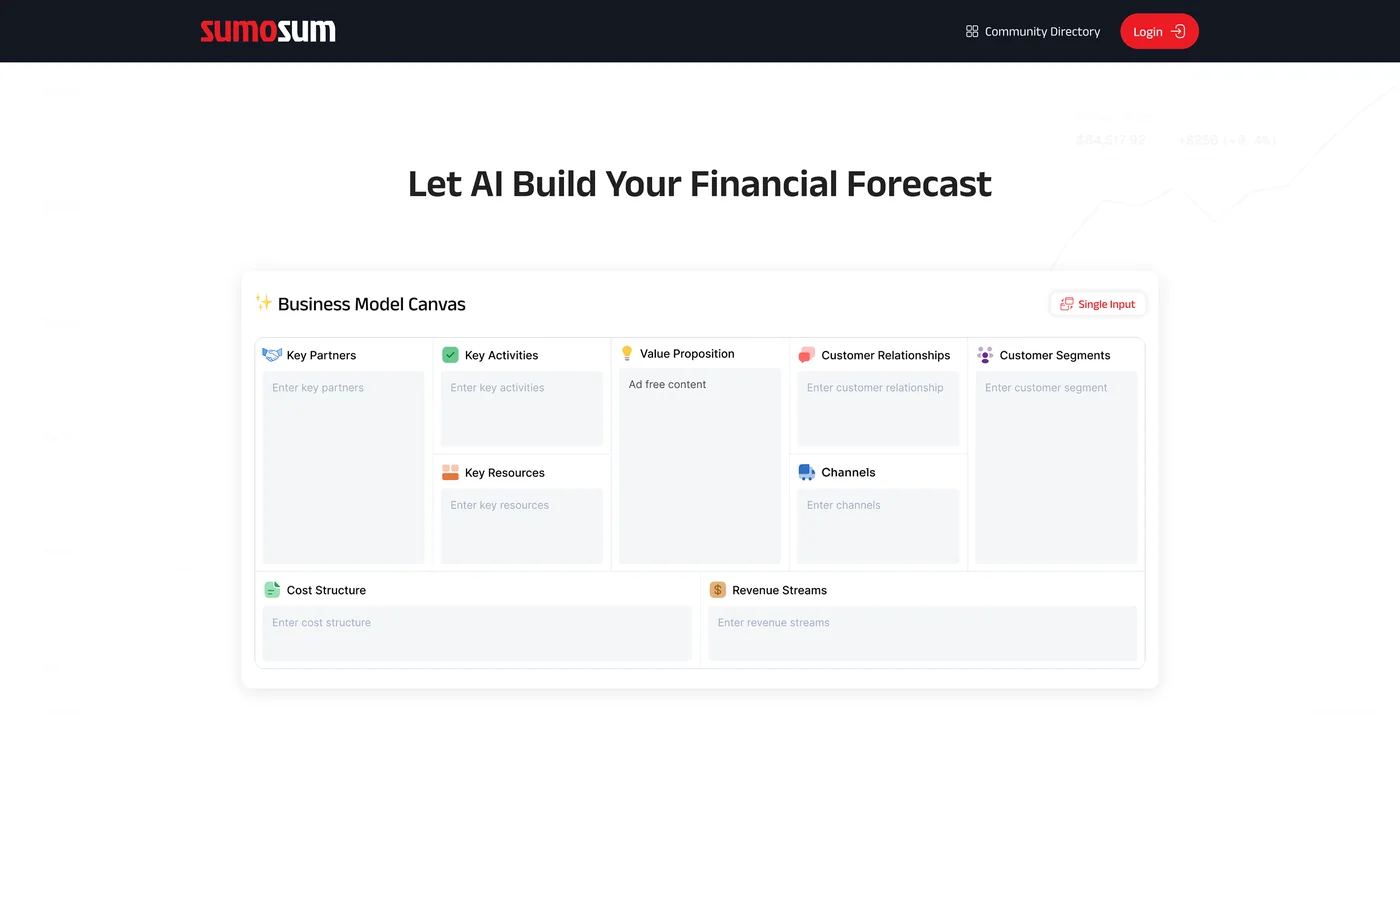 sumosum
Community Directory
Login
Let AI Build Your Financial Forecast
Business Model Canvas
Single Input
Key Partners
Enter key partners
Key Activities
Enter key activities
Key Resources
Enter key resources
Value Proposition
Ad free content
Customer Relationships
Enter customer relationship
Channels
Enter channels
Customer Segments
Enter customer segment
Cost Structure
Enter cost structure
Revenue Streams
Enter revenue streams